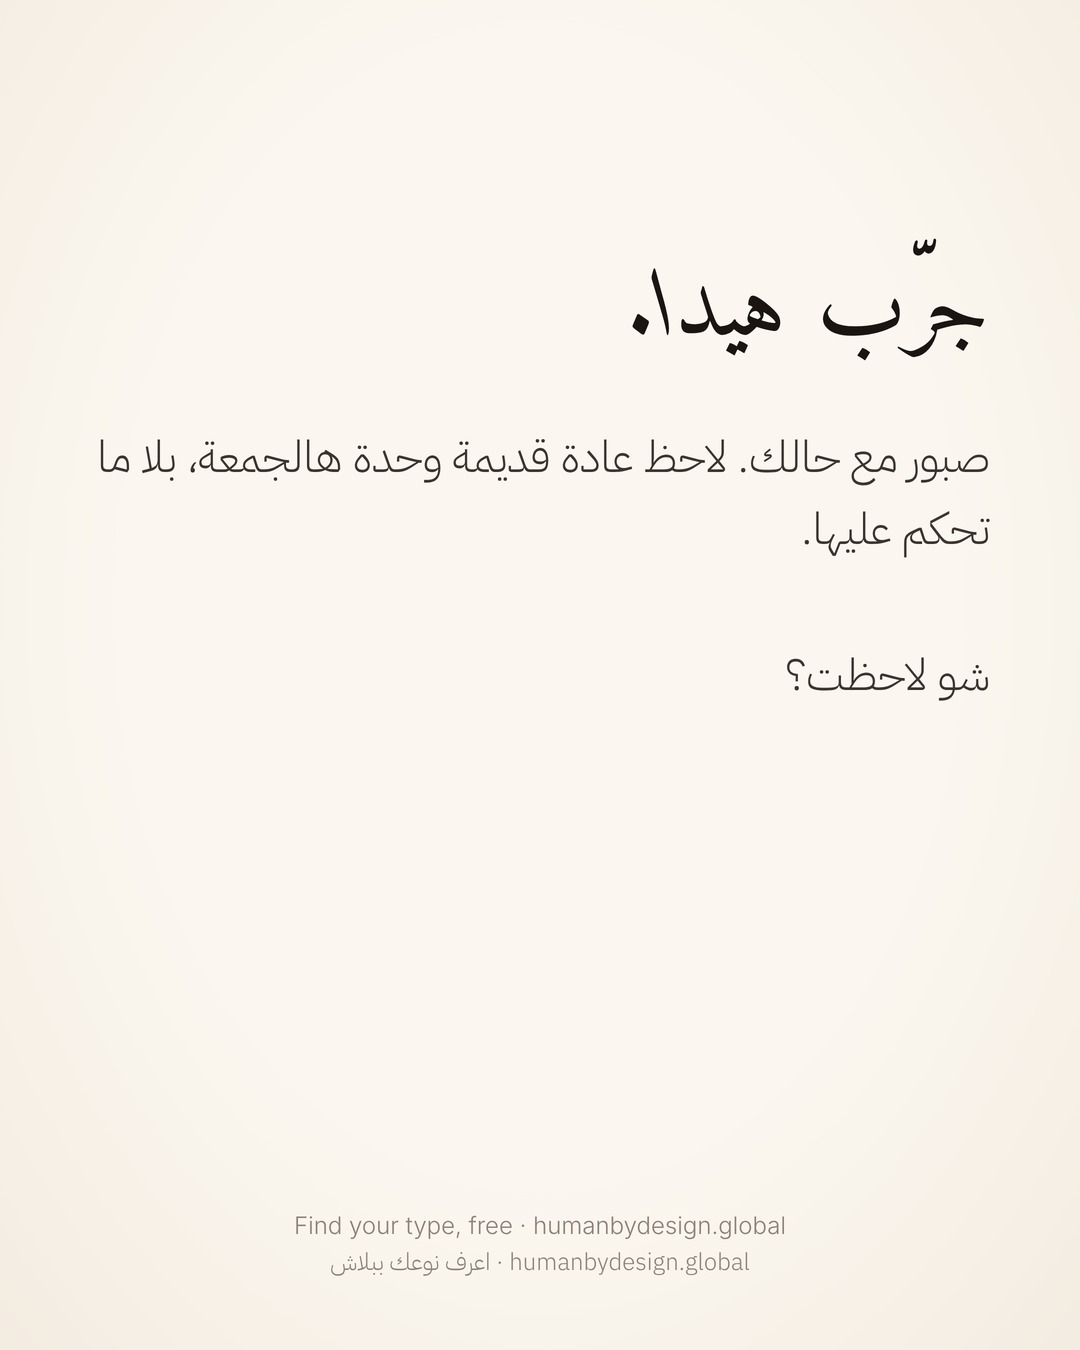 جرّب هيدا.
صبور مع حالك. لاحظ عادة قديمة وحدة هالجمعة، بلا ما
تحكم عليها.
شو لاحظت؟
Find your type, free · humanbydesign.global
اعرف نوعك ببلاش · humanbydesign.global